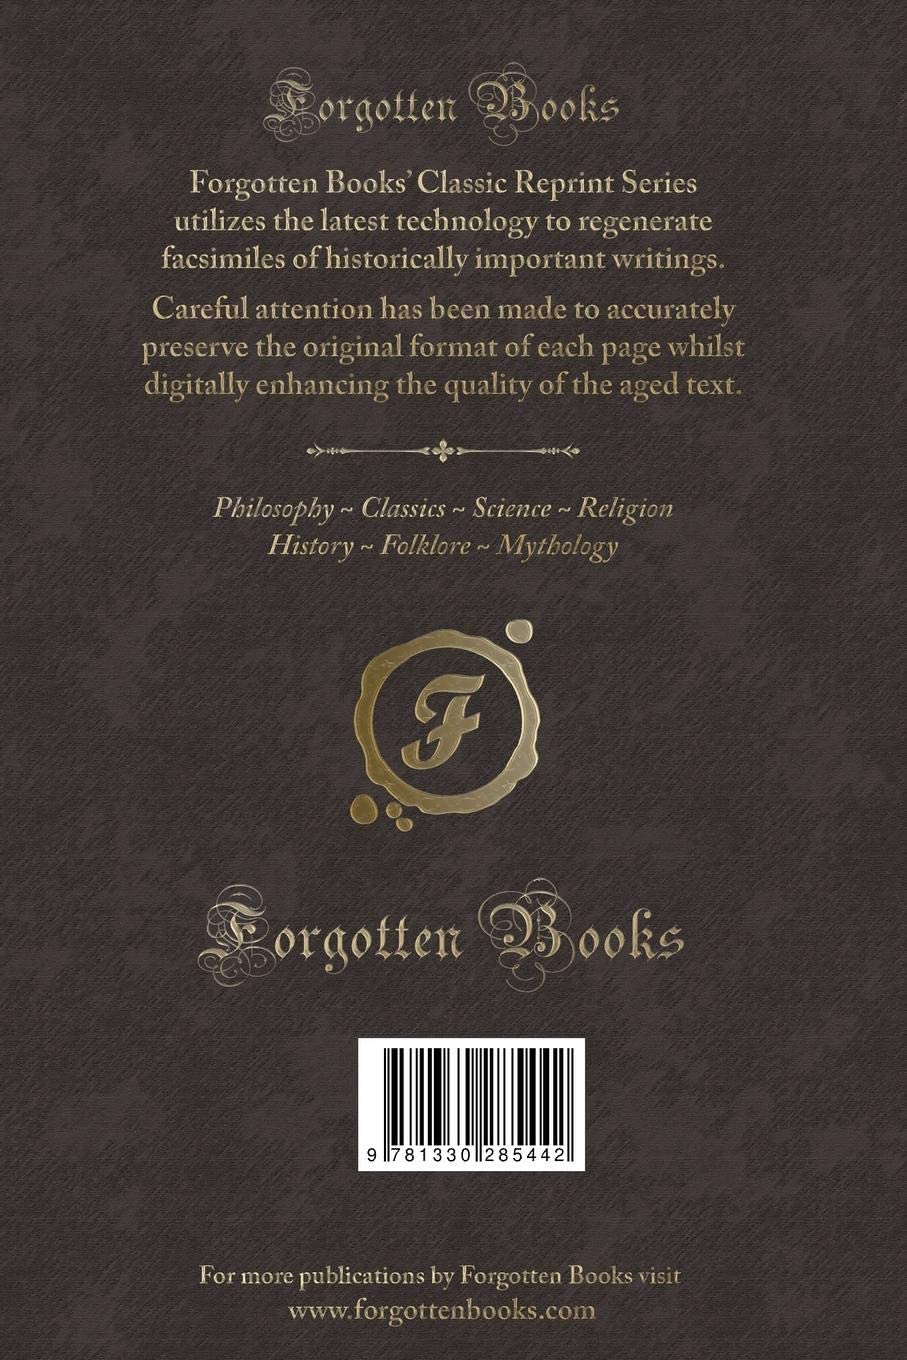 Forgotten Books
Forgotten Books' Classic Reprint Series
utilizes the latest technology to regenerate
facsimiles of historically important writings.
Careful attention has been made to accurately
preserve the original format of each page whilst
digitally enhancing the quality of the aged text.
Philosophy ~ Classics ~ Science ~ Religion
History ~ Folklore ~ Mythology
F
Forgotten Books
9 781330 285442
For more publications by Forgotten Books visit
www.forgottenbooks.com